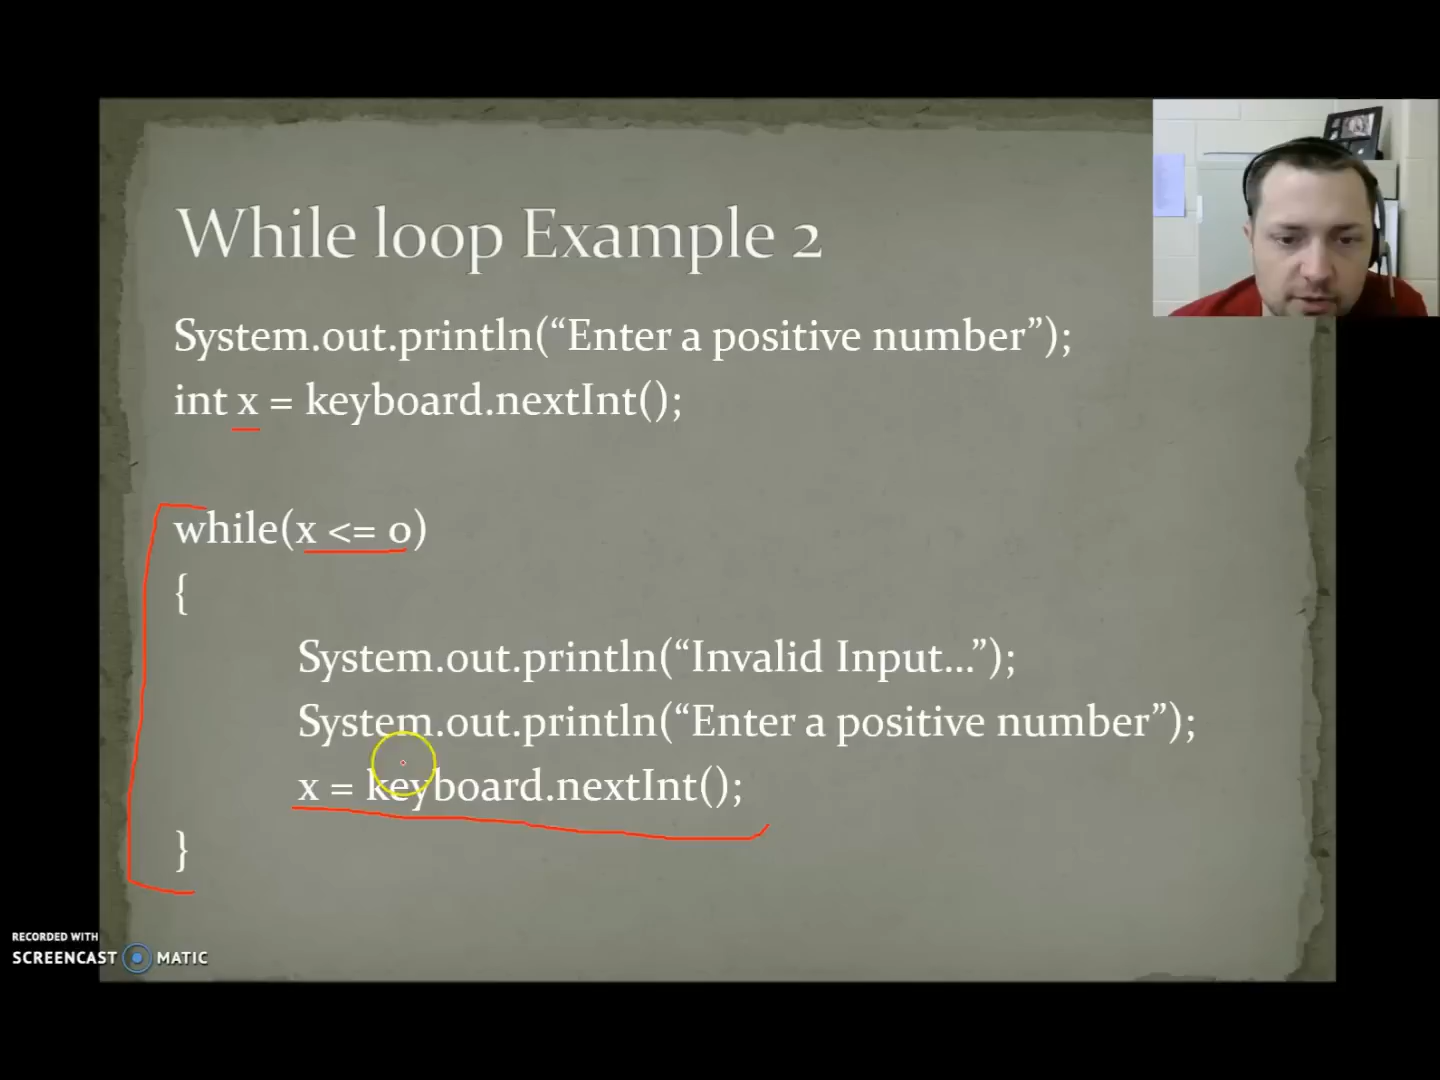 While loop Example 2
System.out.println(“Enter a positive number”);
int x = keyboard.nextInt();
while(x <= 0)
{
System.out.println(“Invalid Input...”);
System.out.println(“Enter a positive number”);
x = keyboard.nextInt();
}
RECORDED WITH
SCREENCAST MATIC